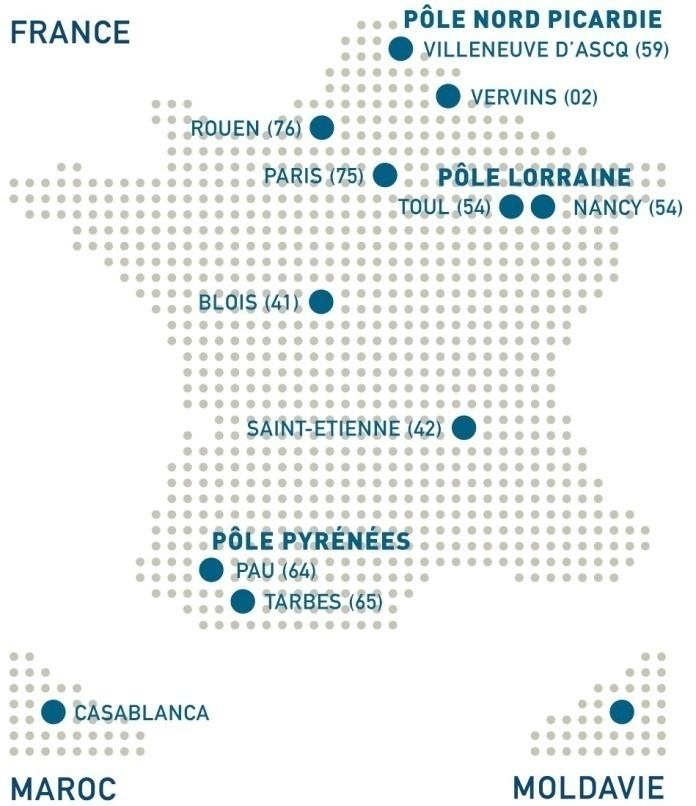 FRANCE
PÔLE NORD PICARDIE
VILLENEUVE D'ASCQ (59)
VERVINS (02)
ROUEN (76)
PARIS (75)
PÔLE LORRAINE
TOUL (54)
NANCY (54)
BLOIS (41)
SAINT-ETIENNE (42)
PÔLE PYRÉNÉES
PAU (64)
TARBES (65)
CASABLANCA
MAROC
MOLDAVIE